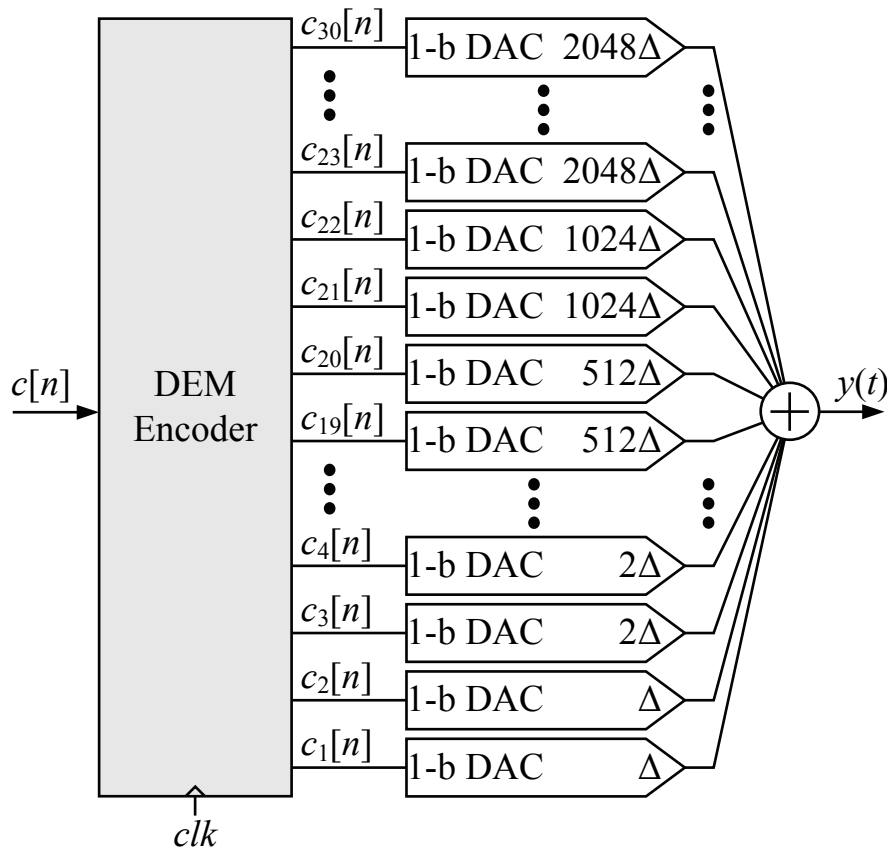 c₃₀[n] 1-b DAC 2048Δ
c₂₃[n] 1-b DAC 2048Δ
c₂₂[n] 1-b DAC 1024Δ
c₂₁[n] 1-b DAC 1024Δ
c₂₀[n] 1-b DAC 512Δ
c[n]
DEM
Encoder
y(t)
c₁₉[n] 1-b DAC 512Δ
c₄[n] 1-b DAC 2Δ
c₃[n] 1-b DAC 2Δ
c₂[n] 1-b DAC Δ
c₁[n] 1-b DAC Δ
clk